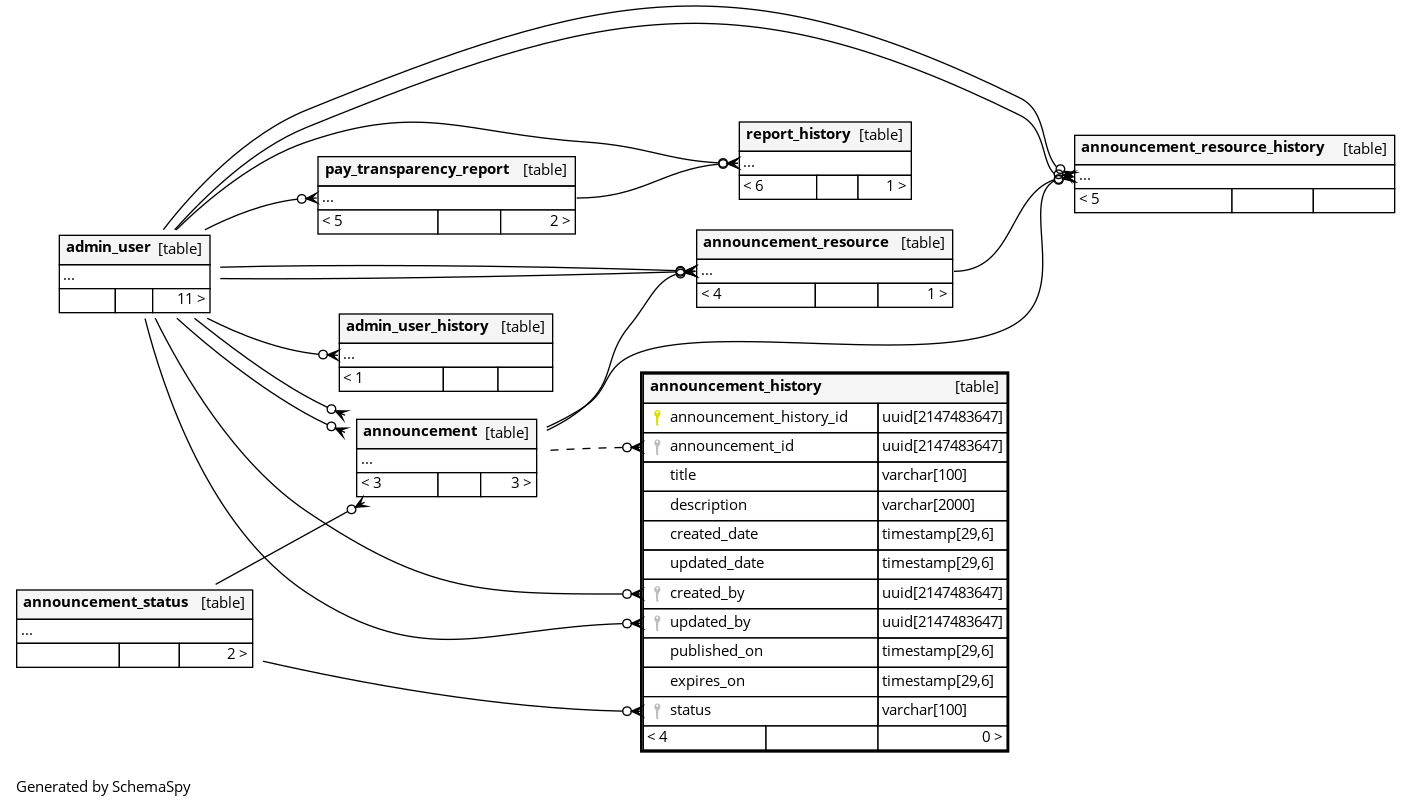 report_history [table]
...
< 6 1 >
announcement_resource_history [table]
...
< 5
pay_transparency_report [table]
...
< 5 2 >
admin_user [table]
...
11 >
announcement_resource [table]
...
< 4 1 >
admin_user_history [table]
...
< 1
announcement [table]
...
< 3 3 >
announcement_history [table]
announcement_history_id uuid[2147483647]
announcement_id uuid[2147483647]
title varchar[100]
description varchar[2000]
created_date timestamp[29,6]
updated_date timestamp[29,6]
created_by uuid[2147483647]
updated_by uuid[2147483647]
published_on timestamp[29,6]
expires_on timestamp[29,6]
status varchar[100]
< 4 0 >
announcement_status [table]
...
2 >
Generated by SchemaSpy